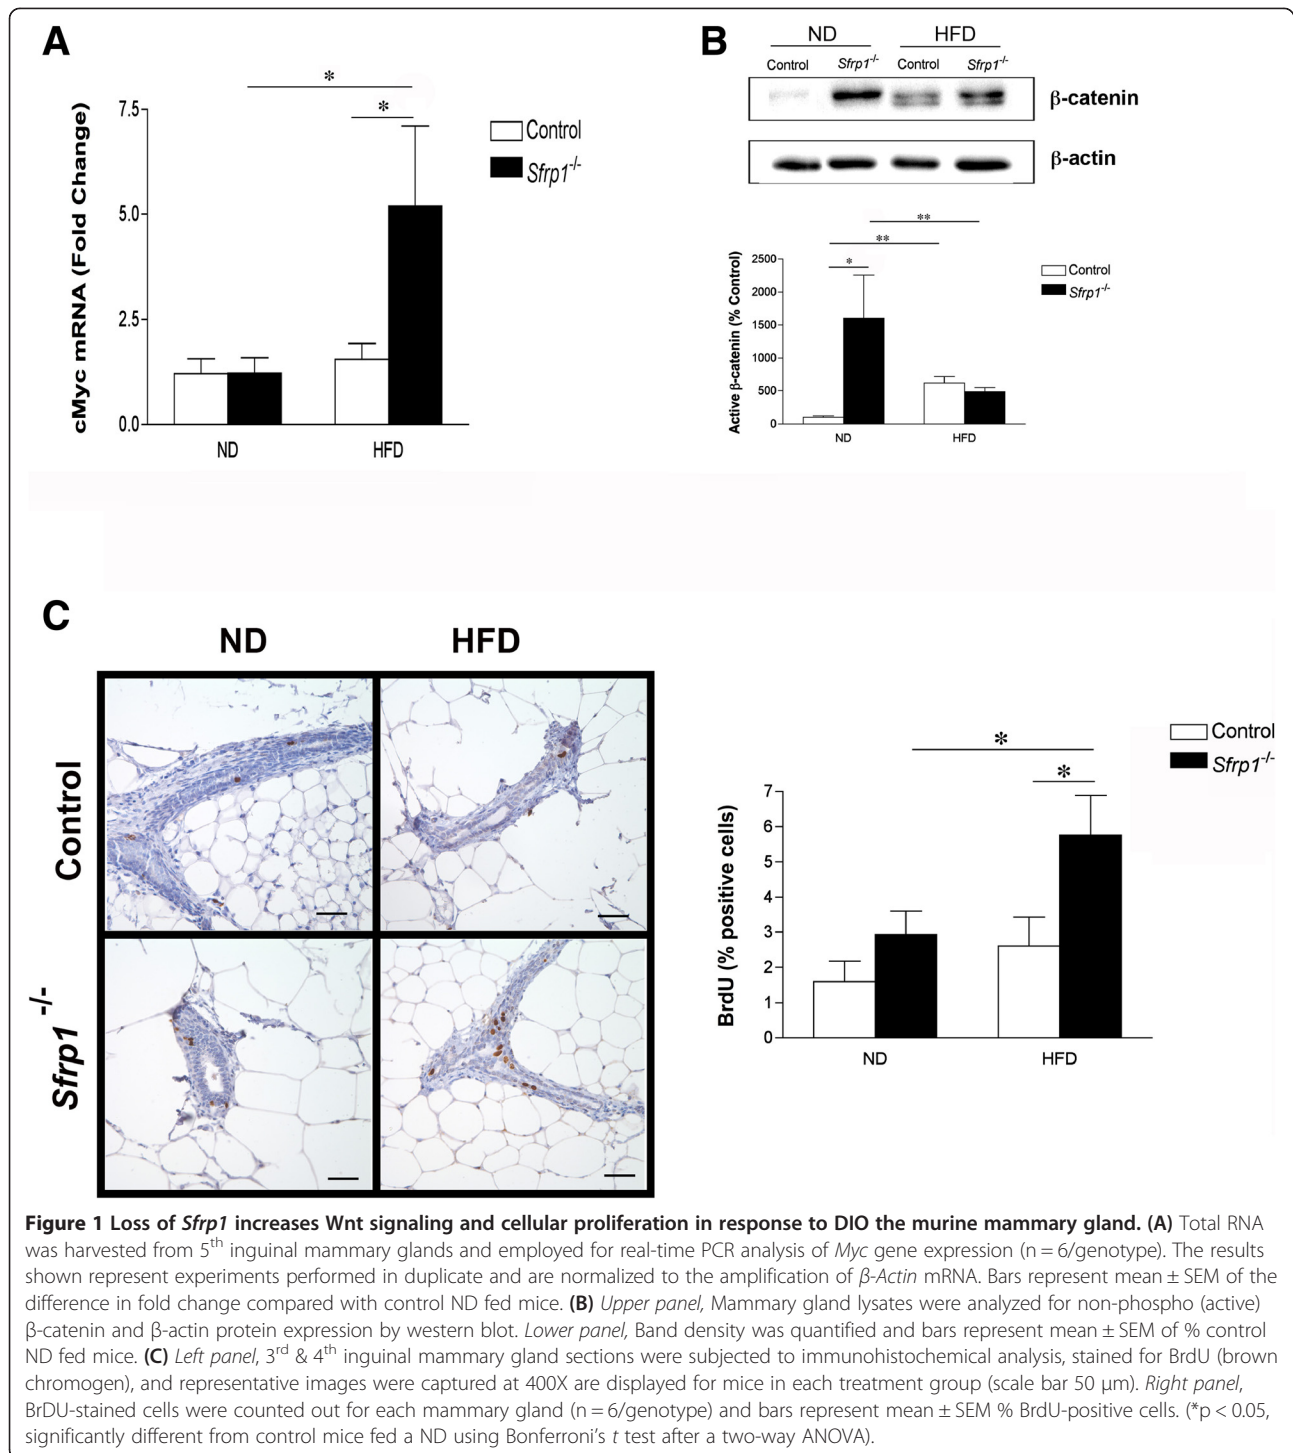 A
cMyc mRNA (Fold Change)
7.5
5.0
2.5
0.0
*
*
ND
HFD
Control
Sfrp1-/-
B
ND
HFD
Control
Sfrp1-/-
Control
Sfrp1-/-
β-catenin
β-actin
Active β-catenin (% Control)
2500
2000
1500
1000
500
0
**
**
*
ND
HFD
Control
Sfrp1-/-
C
ND
HFD
Control
Sfrp1 -/-
BrdU (% positive cells)
7
6
5
4
3
2
1
0
*
*
ND
HFD
Control
Sfrp1-/-
Figure 1 Loss of Sfrp1 increases Wnt signaling and cellular proliferation in response to DIO the murine mammary gland. (A) Total RNA
was harvested from 5th inguinal mammary glands and employed for real-time PCR analysis of Myc gene expression (n = 6/genotype). The results
shown represent experiments performed in duplicate and are normalized to the amplification of β-Actin mRNA. Bars represent mean ± SEM of the
difference in fold change compared with control ND fed mice. (B) Upper panel, Mammary gland lysates were analyzed for non-phospho (active)
β-catenin and β-actin protein expression by western blot. Lower panel, Band density was quantified and bars represent mean ± SEM of % control
ND fed mice. (C) Left panel, 3rd & 4th inguinal mammary gland sections were subjected to immunohistochemical analysis, stained for BrdU (brown
chromogen), and representative images were captured at 400X are displayed for mice in each treatment group (scale bar 50 μm). Right panel,
BrDU-stained cells were counted out for each mammary gland (n = 6/genotype) and bars represent mean ± SEM % BrdU-positive cells. (*p < 0.05,
significantly different from control mice fed a ND using Bonferroni's t test after a two-way ANOVA).